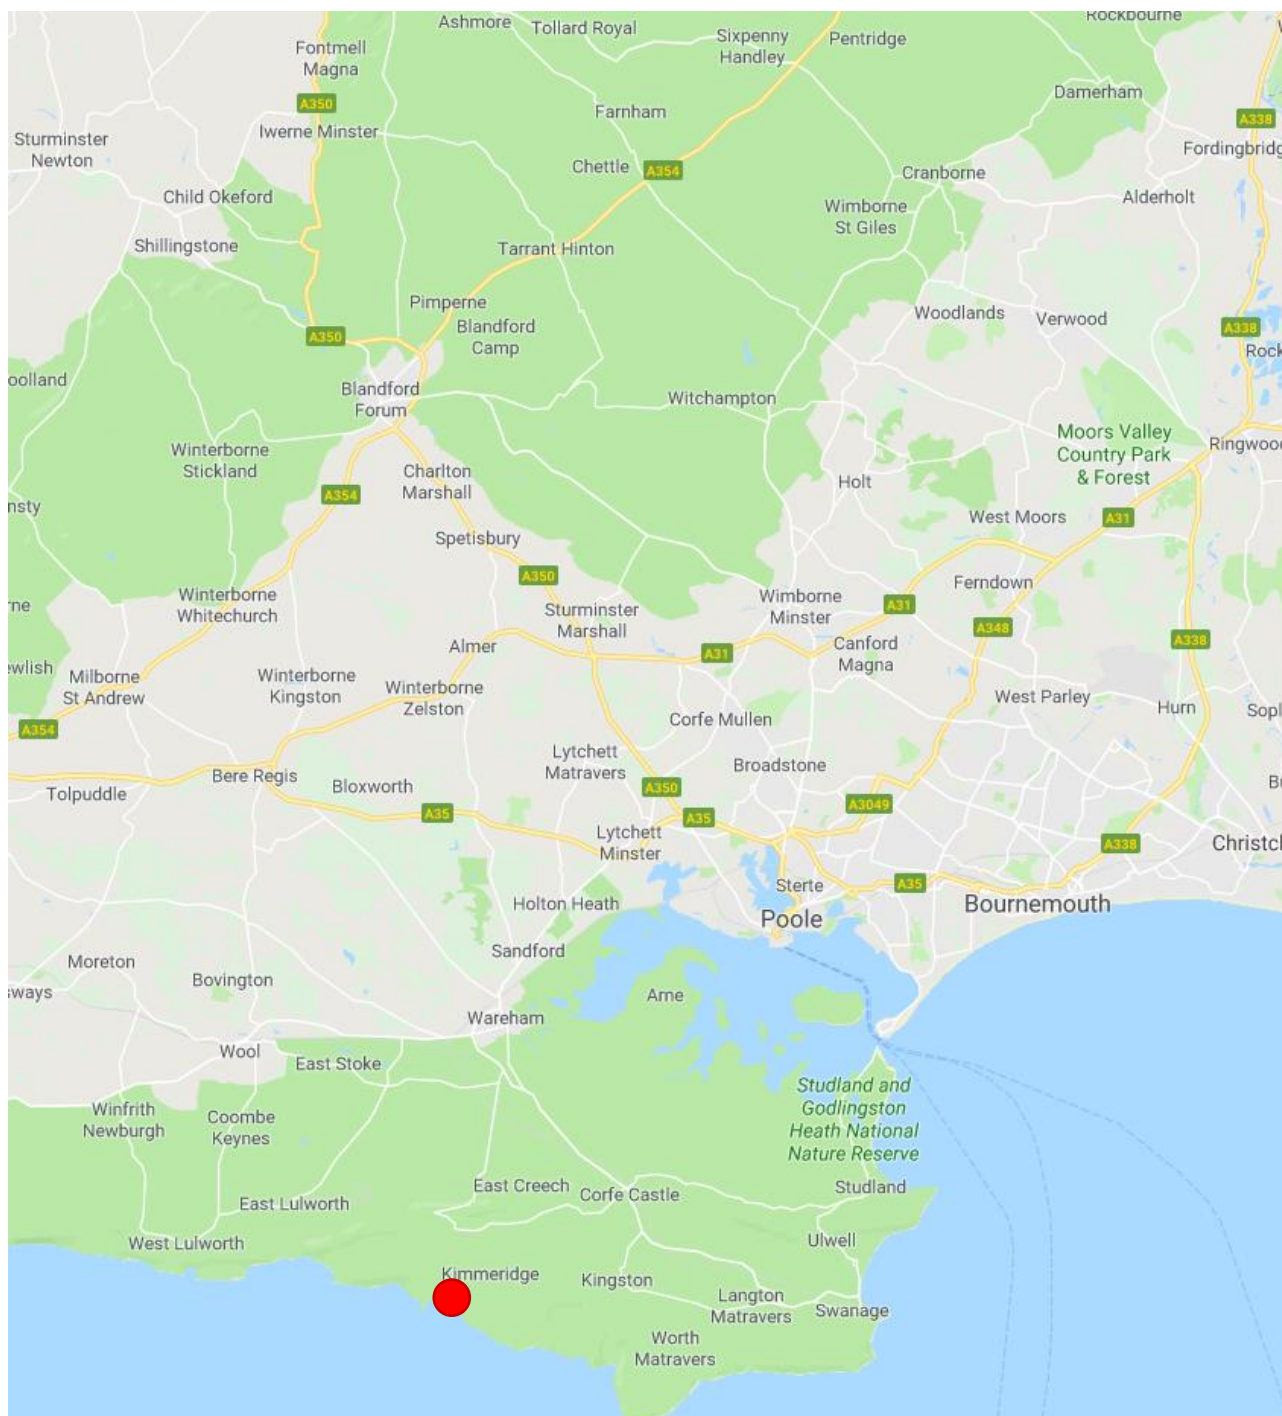 Ashmore
Tollard Royal
Rockbourne
Sixpenny
Handley
Pentridge
Fontmell
Magna
A350
Damerham
Farnham
A338
Iwerne Minster
Sturminster
Newton
Fordingbridg
Chettle
A354
Cranborne
Child Okeford
Alderholt
Wimborne
St Giles
Shillingstone
Tarrant Hinton
Pimperne
Woodlands
Verwood
Blandford
Camp
A338
A350
Rock
oolland
Blandford
Forum
Witchampton
Moors Valley
Country Park
& Forest
Ringwood
Winterborne
Stickland
Charlton
Marshall
Holt
A354
nsty
West Moors
A31
Spetisbury
A350
Ferndown
Winterborne
Whitechurch
Wimborne
Minster
A31
rne
Sturminster
Marshall
A348
A338
Almer
A31
Canford
Magna
ewlish
Milborne
St Andrew
Winterborne
Kingston
Winterborne
Zelston
West Parley
Hurn
Sopl
Corfe Mullen
A354
Lytchett
Matravers
Broadstone
Bere Regis
Bloxworth
A350
Bu
Tolpuddle
A35
A35
A3049
Lytchett
Minster
A338
Christcl
Sterte
A35
Holton Heath
Poole
Bournemouth
Sandford
Moreton
Bovington
sways
Arne
Wareham
Wool
East Stoke
Studland and
Godlingston
Heath National
Nature Reserve
Winfrith
Newburgh
Coombe
Keynes
East Creech
Corfe Castle
Studland
East Lulworth
West Lulworth
Ulwell
Kimmeridge
Kingston
Langton
Matravers
Swanage
Worth
Matravers